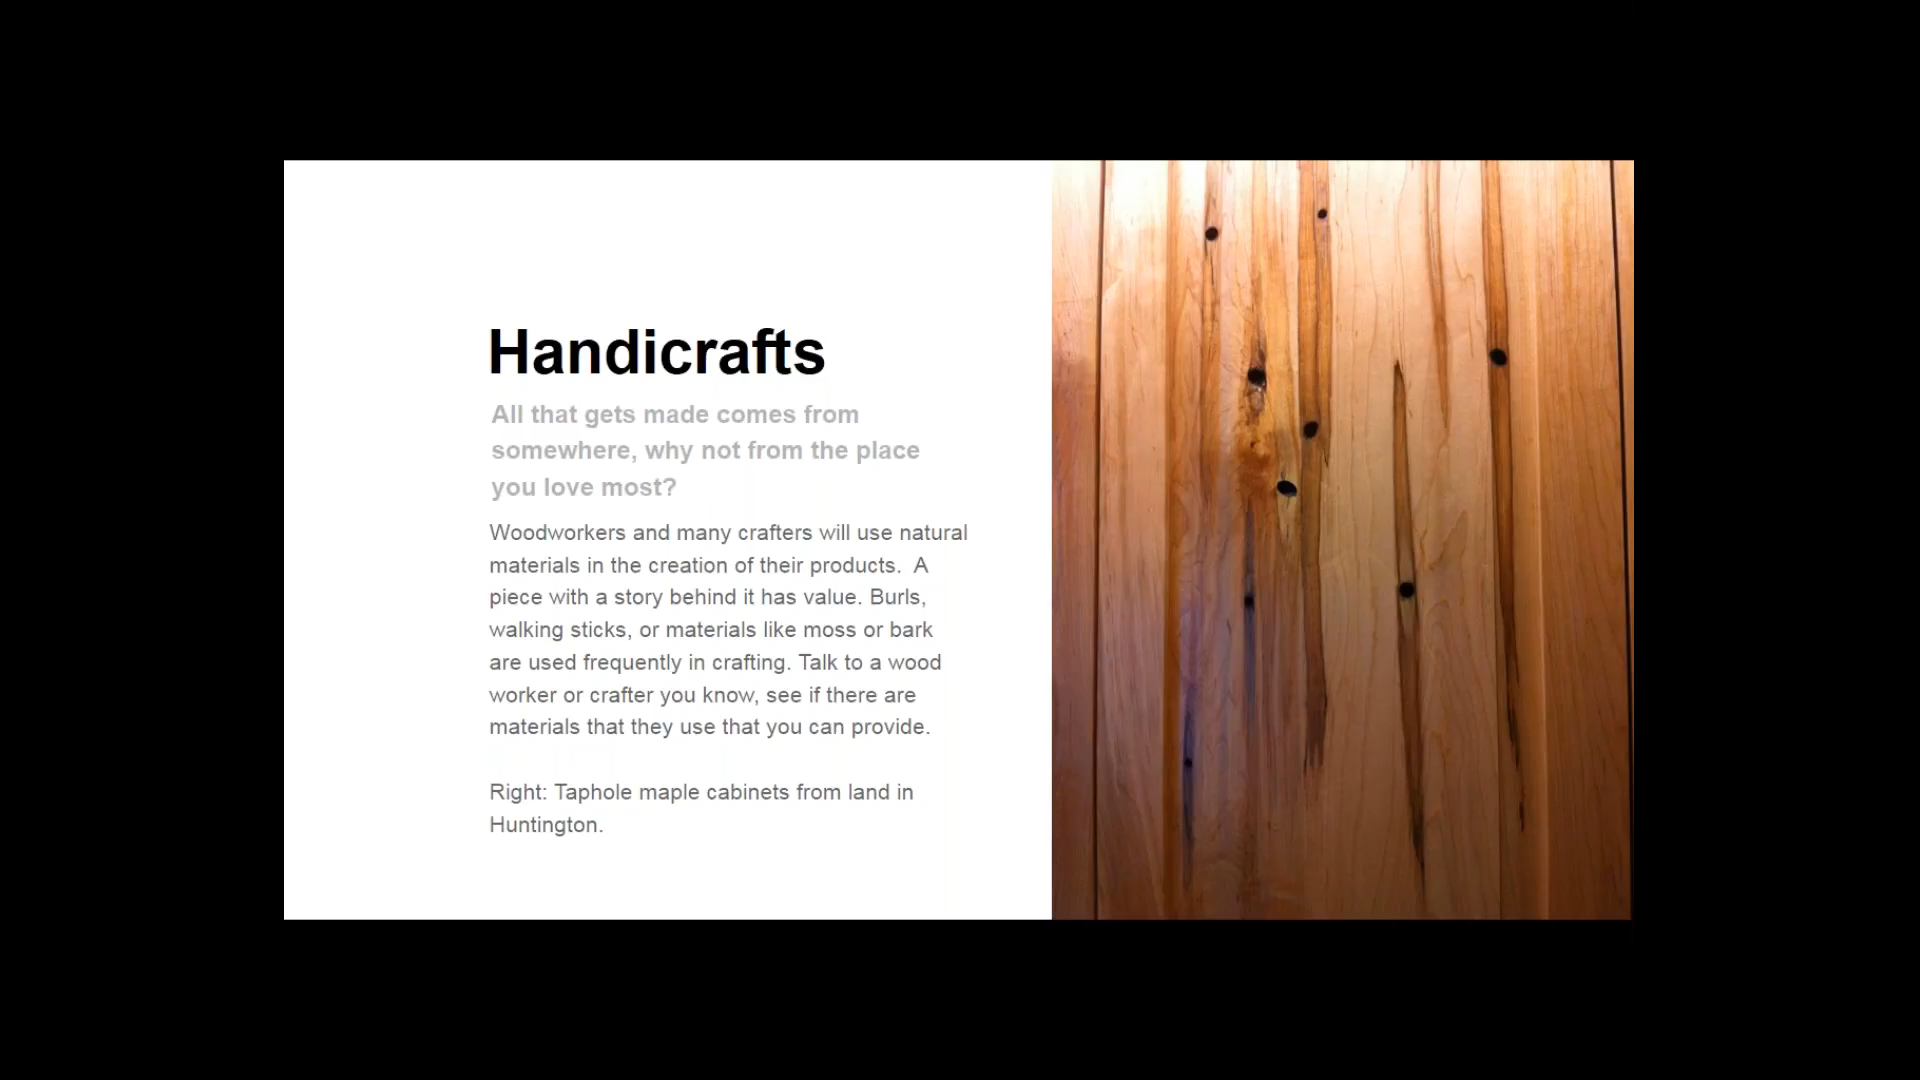 Handicrafts
All that gets made comes from
somewhere, why not from the place
you love most?
Woodworkers and many crafters will use natural
materials in the creation of their products.  A
piece with a story behind it has value. Burls,
walking sticks, or materials like moss or bark
are used frequently in crafting. Talk to a wood
worker or crafter you know, see if there are
materials that they use that you can provide.
Right: Taphole maple cabinets from land in
Huntington.